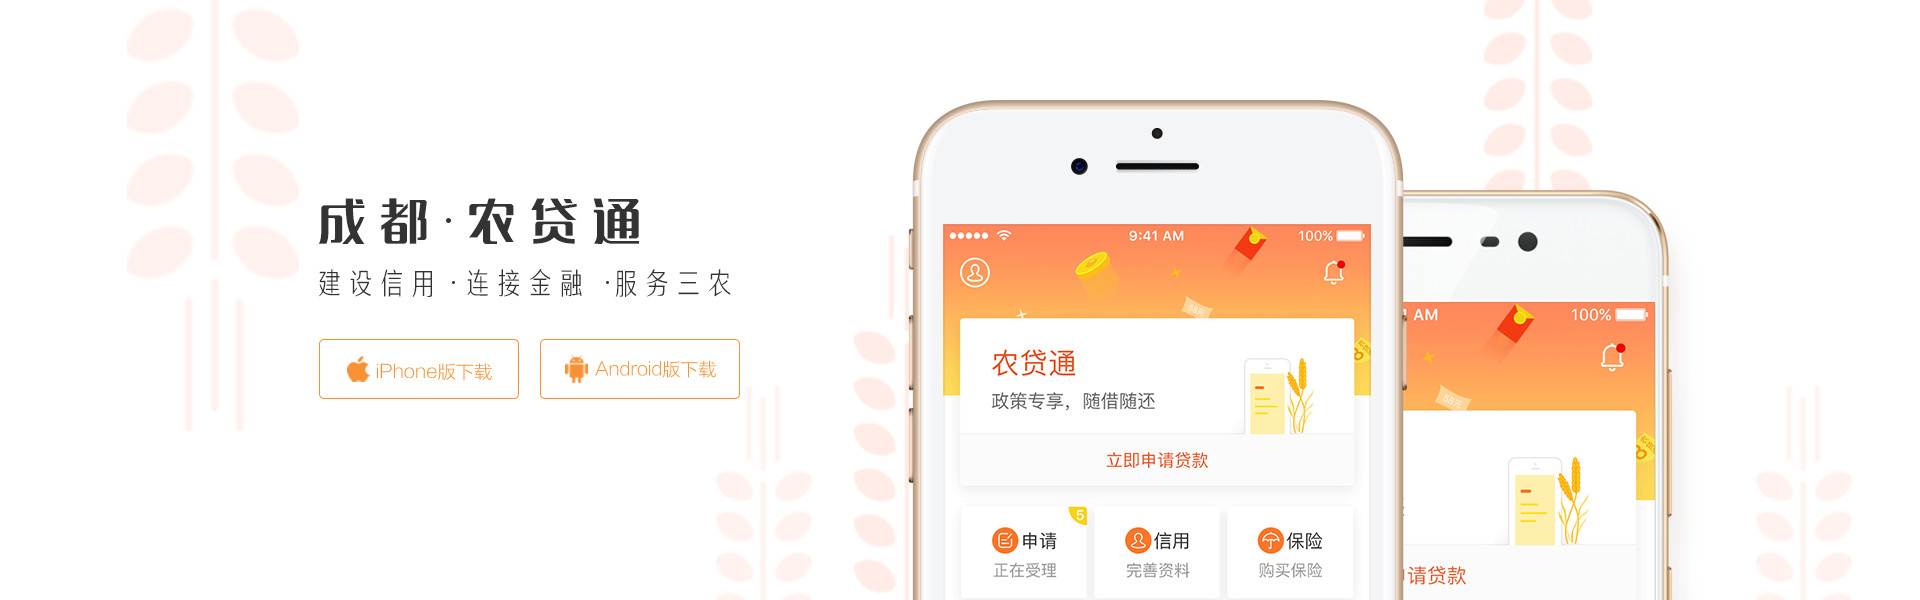 成都·农贷通
建设信用·连接金融·服务三农
iPhone版下载
Android版下载
9:41 AM
100%
农贷通
政策专享，随借随还
立即申请贷款
5
申请
正在受理
信用
完善资料
保险
购买保险
AM
100%
58元
请贷款